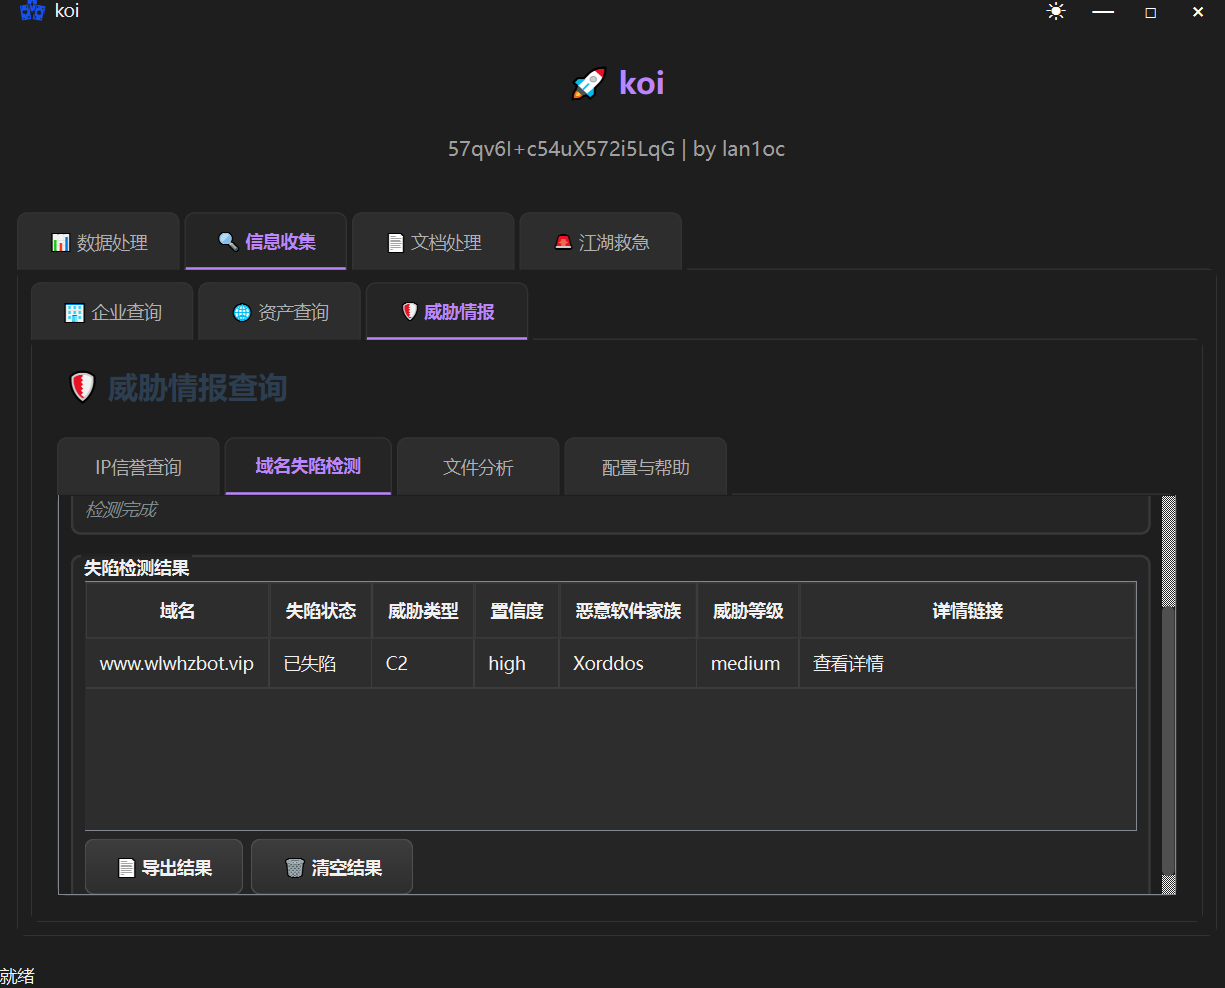 koi
koi
57qv6I+c54uX572i5LqG | by lan1oc
数据处理 信息收集 文档处理 江湖救急
企业查询 资产查询 威胁情报
威胁情报查询
IP信誉查询 域名失陷检测 文件分析 配置与帮助
检测完成
失陷检测结果
域名 失陷状态 威胁类型 置信度 恶意软件家族 威胁等级 详情链接
www.wlwhzbot.vip 已失陷 C2 high Xorddos medium 查看详情
导出结果 清空结果
就绪